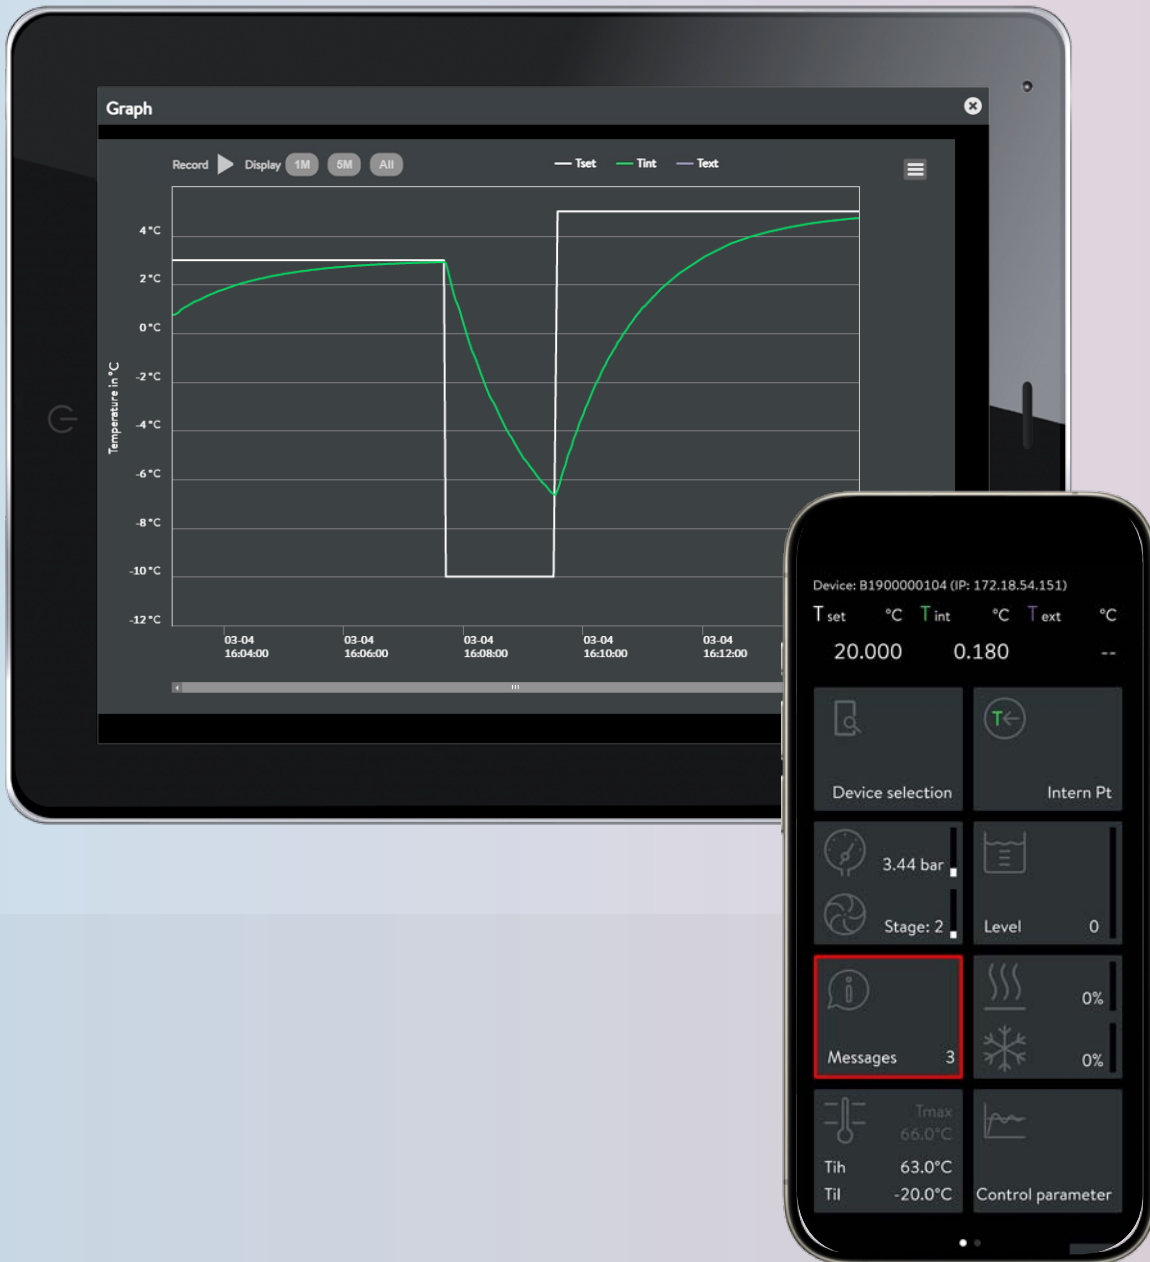 Graph
Record Display 1M 5M All
Tset Tint Text
4°C
2°C
0°C
-2°C
-4°C
-6°C
-8°C
-10°C
-12°C
Temperature in °C
03-04 03-04 03-04 03-04 03-04
16:04:00 16:06:00 16:08:00 16:10:00 16:12:00
Device: B1900000104 (IP: 172.18.54.151)
T set °C T int °C T ext °C
20.000 0.180 --
Device selection Intern Pt
3.44 bar
Stage: 2 Level 0
Messages 3
0%
0%
Tmax
66.0°C
Tih 63.0°C
Til -20.0°C
Control parameter